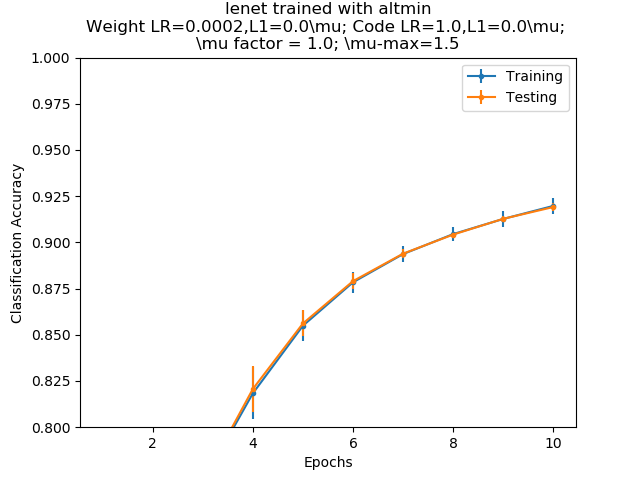 lenet trained with altmin
Weight LR=0.0002,L1=0.0\mu; Code LR=1.0,L1=0.0\mu;
\mu factor = 1.0; \mu-max=1.5
1.000
0.975
0.950
0.925
0.900
0.875
0.850
0.825
0.800
Classification Accuracy
Training
Testing
2
4
6
8
10
Epochs